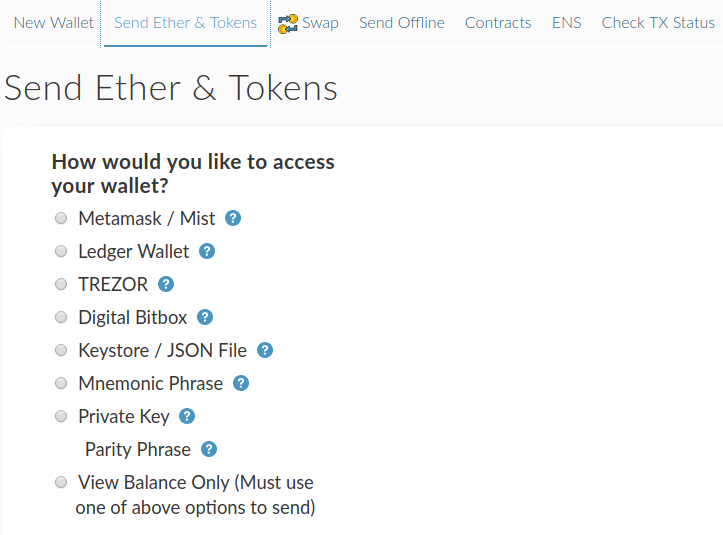 New Wallet Send Ether & Tokens Swap Send Offline Contracts ENS Check TX Status
Send Ether & Tokens
How would you like to access
your wallet?
Metamask / Mist ?
Ledger Wallet ?
TREZOR ?
Digital Bitbox ?
Keystore / JSON File ?
Mnemonic Phrase ?
Private Key ?
Parity Phrase ?
View Balance Only (Must use
one of above options to send)